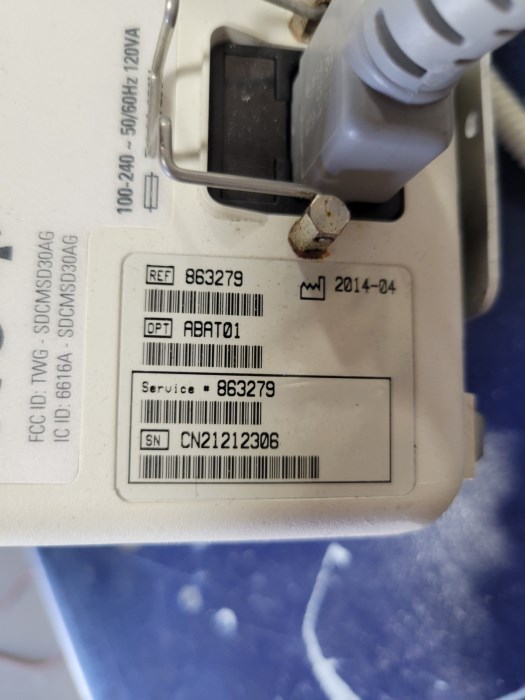 100-240 ~ 50/60Hz 120VA
FCC ID: TWG - SDCMSD30AG
IC ID: 6616A - SDCMSD30AG
REF 863279
2014-04
OPT ABAT01
Service # 863279
SN CN21212306